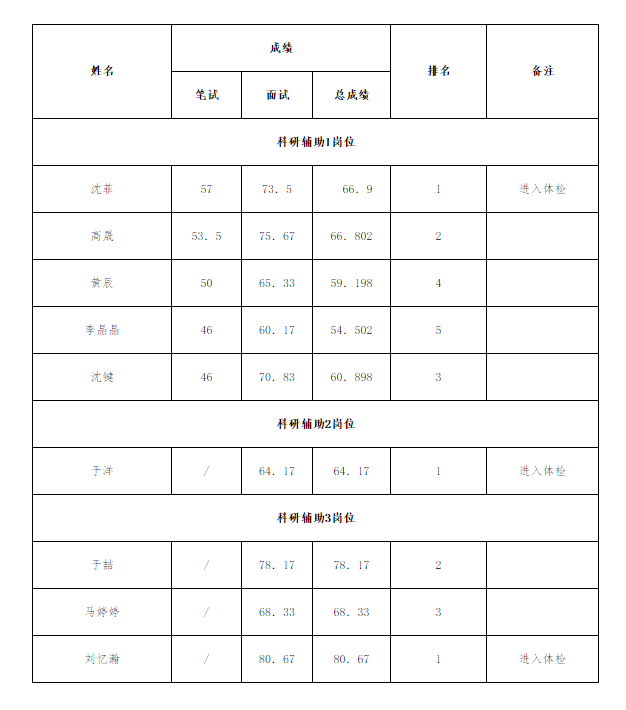 姓名 成绩 排名 备注
笔试 面试 总成绩
科研辅助1岗位
沈菲 57 73.5 66.9 1 进入体检
高晟 53.5 75.67 66.802 2
黄辰 50 65.33 59.198 4
李晶晶 46 60.17 54.502 5
沈键 46 70.83 60.898 3
科研辅助2岗位
于洋 / 64.17 64.17 1 进入体检
科研辅助3岗位
于喆 / 78.17 78.17 2
马婷婷 / 68.33 68.33 3
刘忆瀚 / 80.67 80.67 1 进入体检